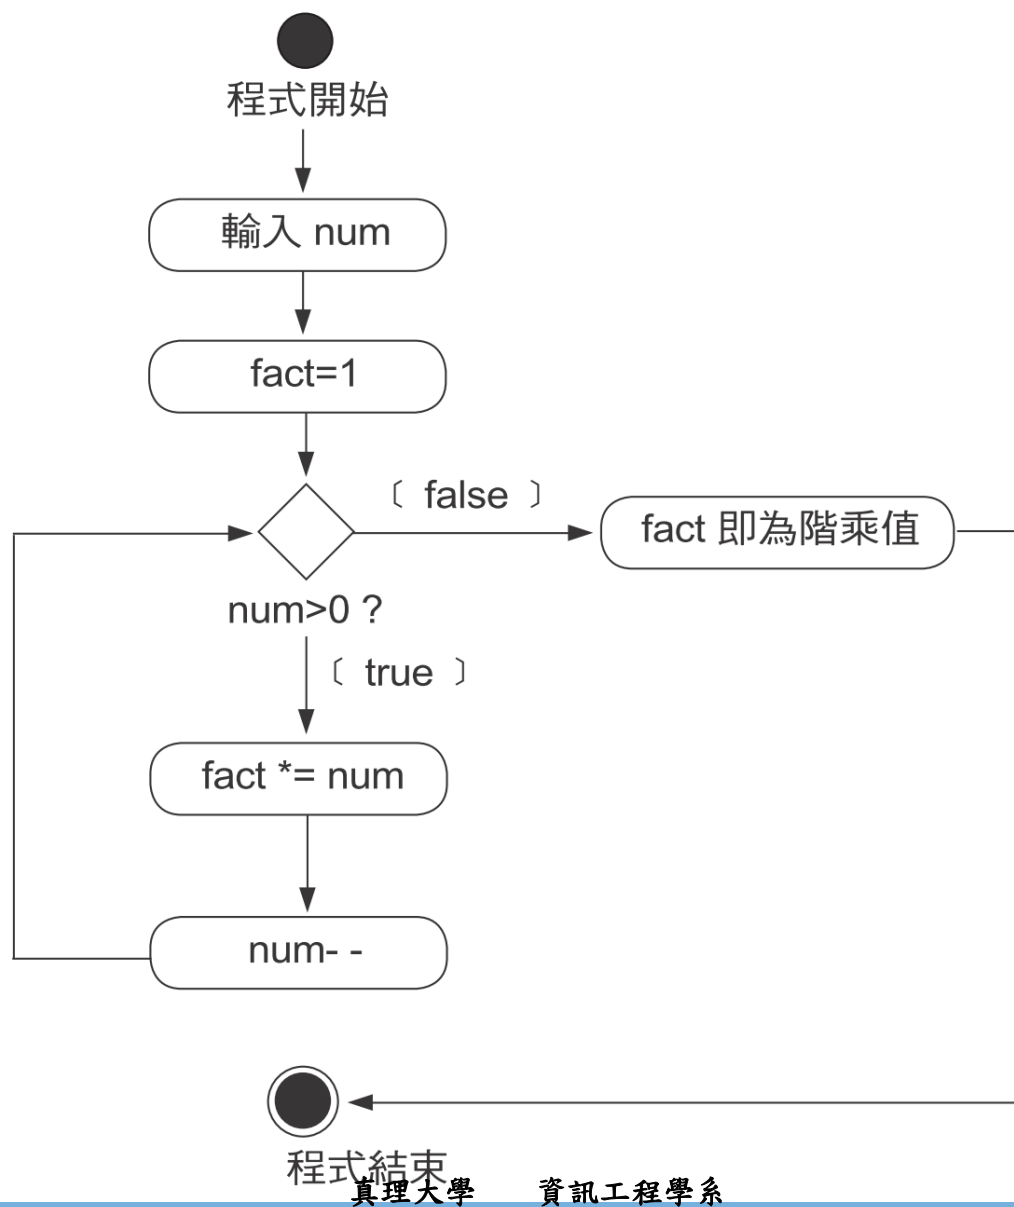 程式開始
輸入 num
fact=1
〔 false 〕
fact 即為階乘值
num>0 ?
〔 true 〕
fact *= num
num- -
程式結束
真理大學 資訊工程學系